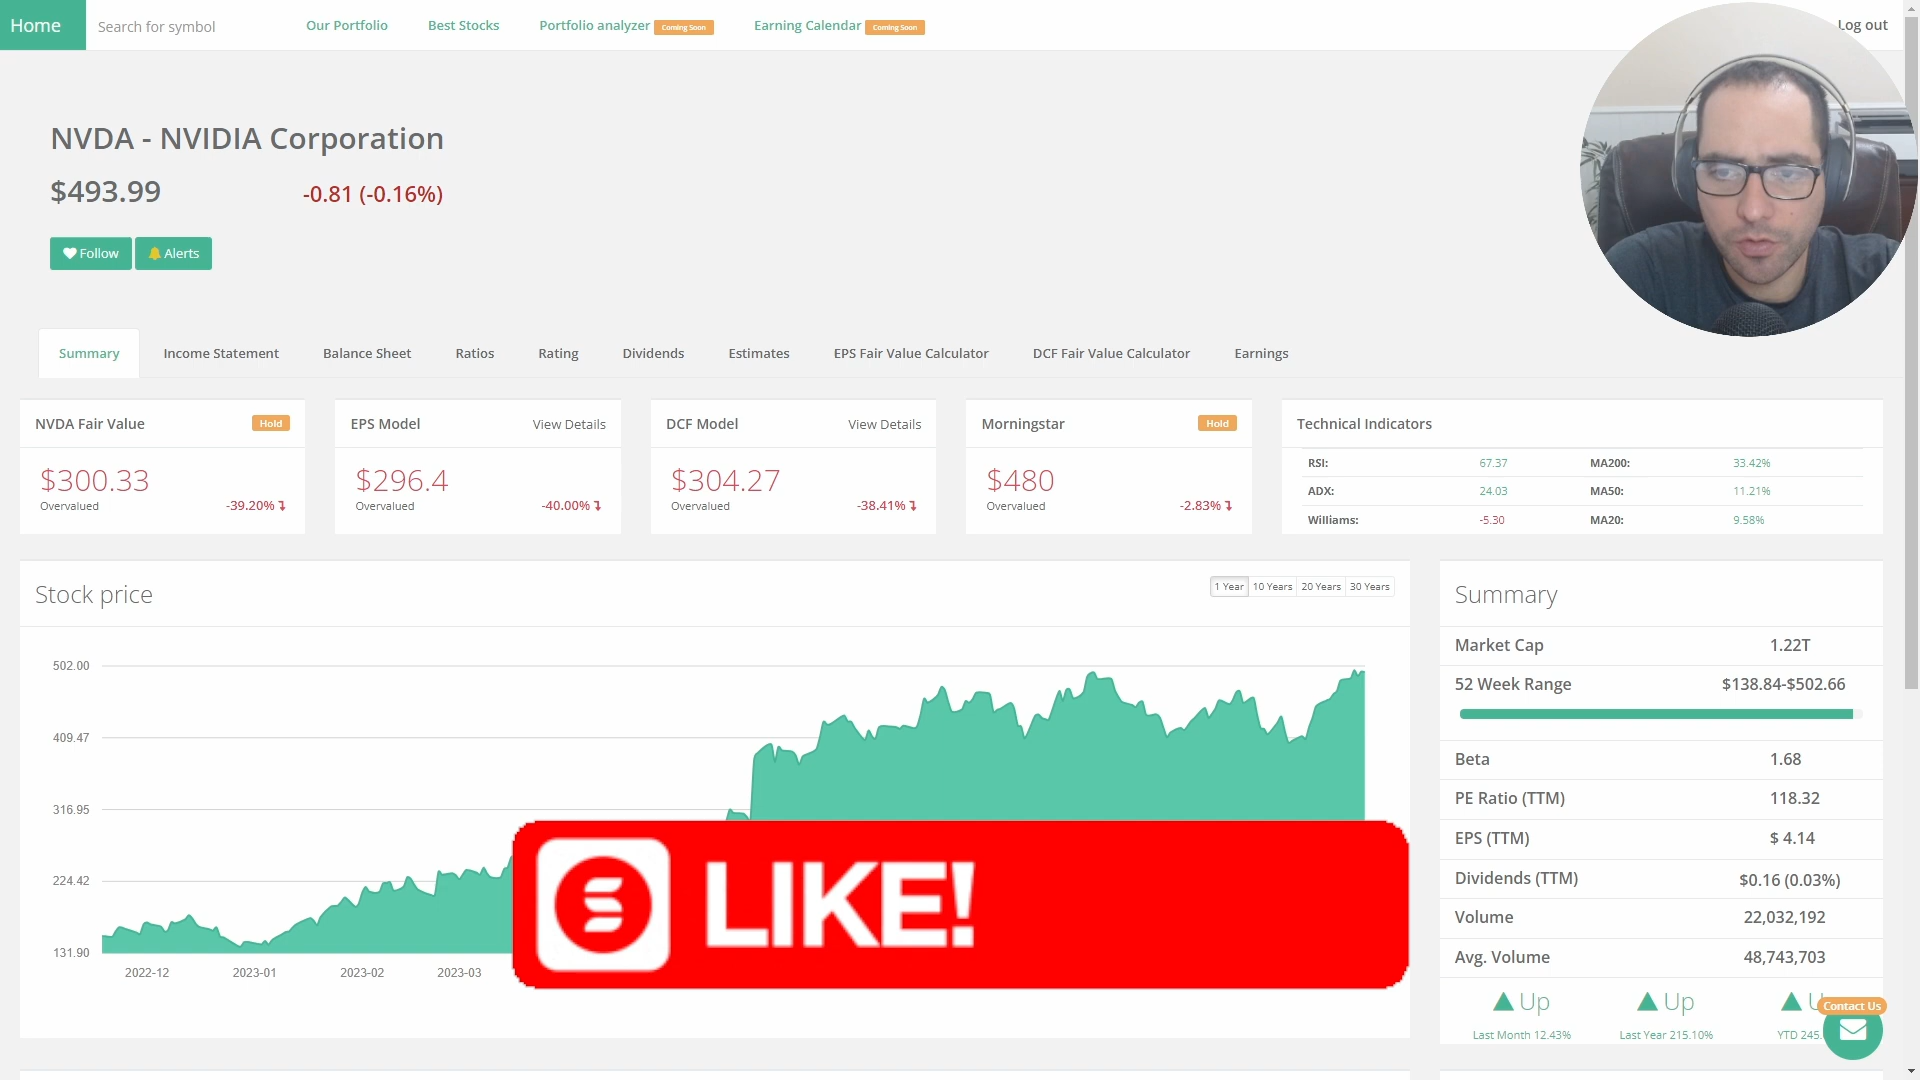 Home
Search for symbol
Our Portfolio
Best Stocks
Portfolio analyzer Coming Soon
Earning Calendar Coming Soon
Log out
NVDA - NVIDIA Corporation
$493.99 -0.81 (-0.16%)
Follow
Alerts
Summary
Income Statement
Balance Sheet
Ratios
Rating
Dividends
Estimates
EPS Fair Value Calculator
DCF Fair Value Calculator
Earnings
NVDA Fair Value Hold
$300.33
Overvalued -39.20%
EPS Model View Details
$296.4
Overvalued -40.00%
DCF Model View Details
$304.27
Overvalued -38.41%
Morningstar Hold
$480
Overvalued -2.83%
Technical Indicators
RSI: 67.37 MA200: 33.42%
ADX: 24.03 MA50: 11.21%
Williams: -5.30 MA20: 9.58%
Stock price
1 Year 10 Years 20 Years 30 Years
502.00
409.47
316.95
224.42
131.90
2022-12 2023-01 2023-02 2023-03
LIKE!
Summary
Market Cap 1.22T
52 Week Range $138.84-$502.66
Beta 1.68
PE Ratio (TTM) 118.32
EPS (TTM) $ 4.14
Dividends (TTM) $0.16 (0.03%)
Volume 22,032,192
Avg. Volume 48,743,703
Up Up
Last Month 12.43% Last Year 215.10% YTD 245.
Contact Us